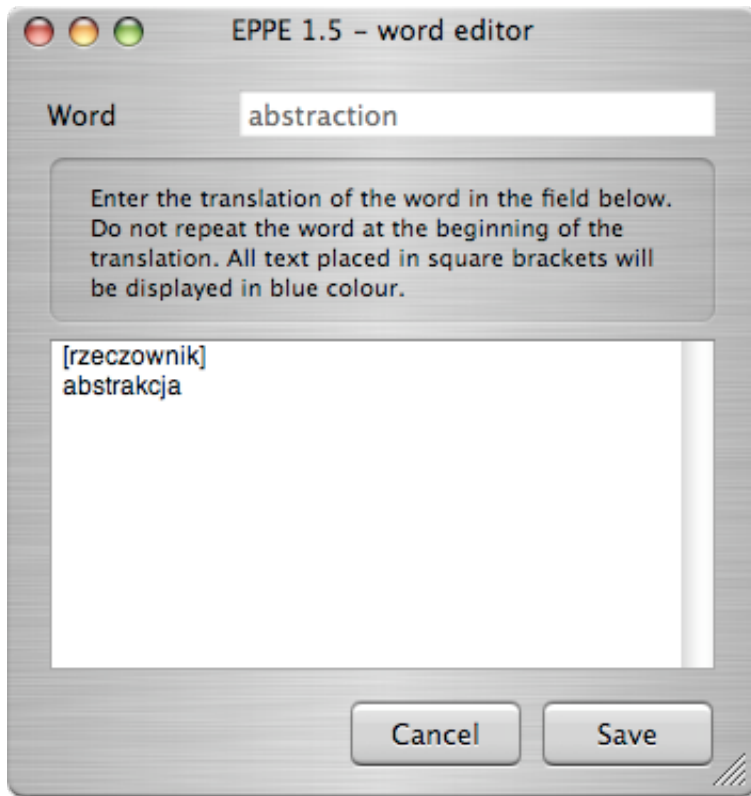 EPPE 1.5 – word editor
Word abstraction
Enter the translation of the word in the field below.
Do not repeat the word at the beginning of the
translation. All text placed in square brackets will
be displayed in blue colour.
[rzeczownik]
abstrakcja
Cancel Save